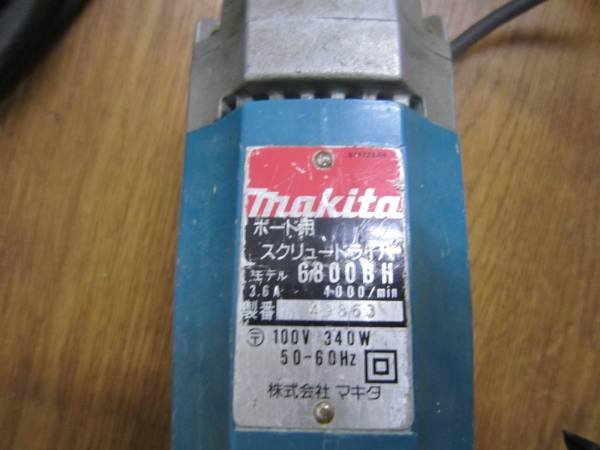 makita
ボード用
スクリュードライバ
モデル 6800BH
3.6A 4000/min
製番 49863
〒 100V 340W
50-60Hz
株式会社 マキタ